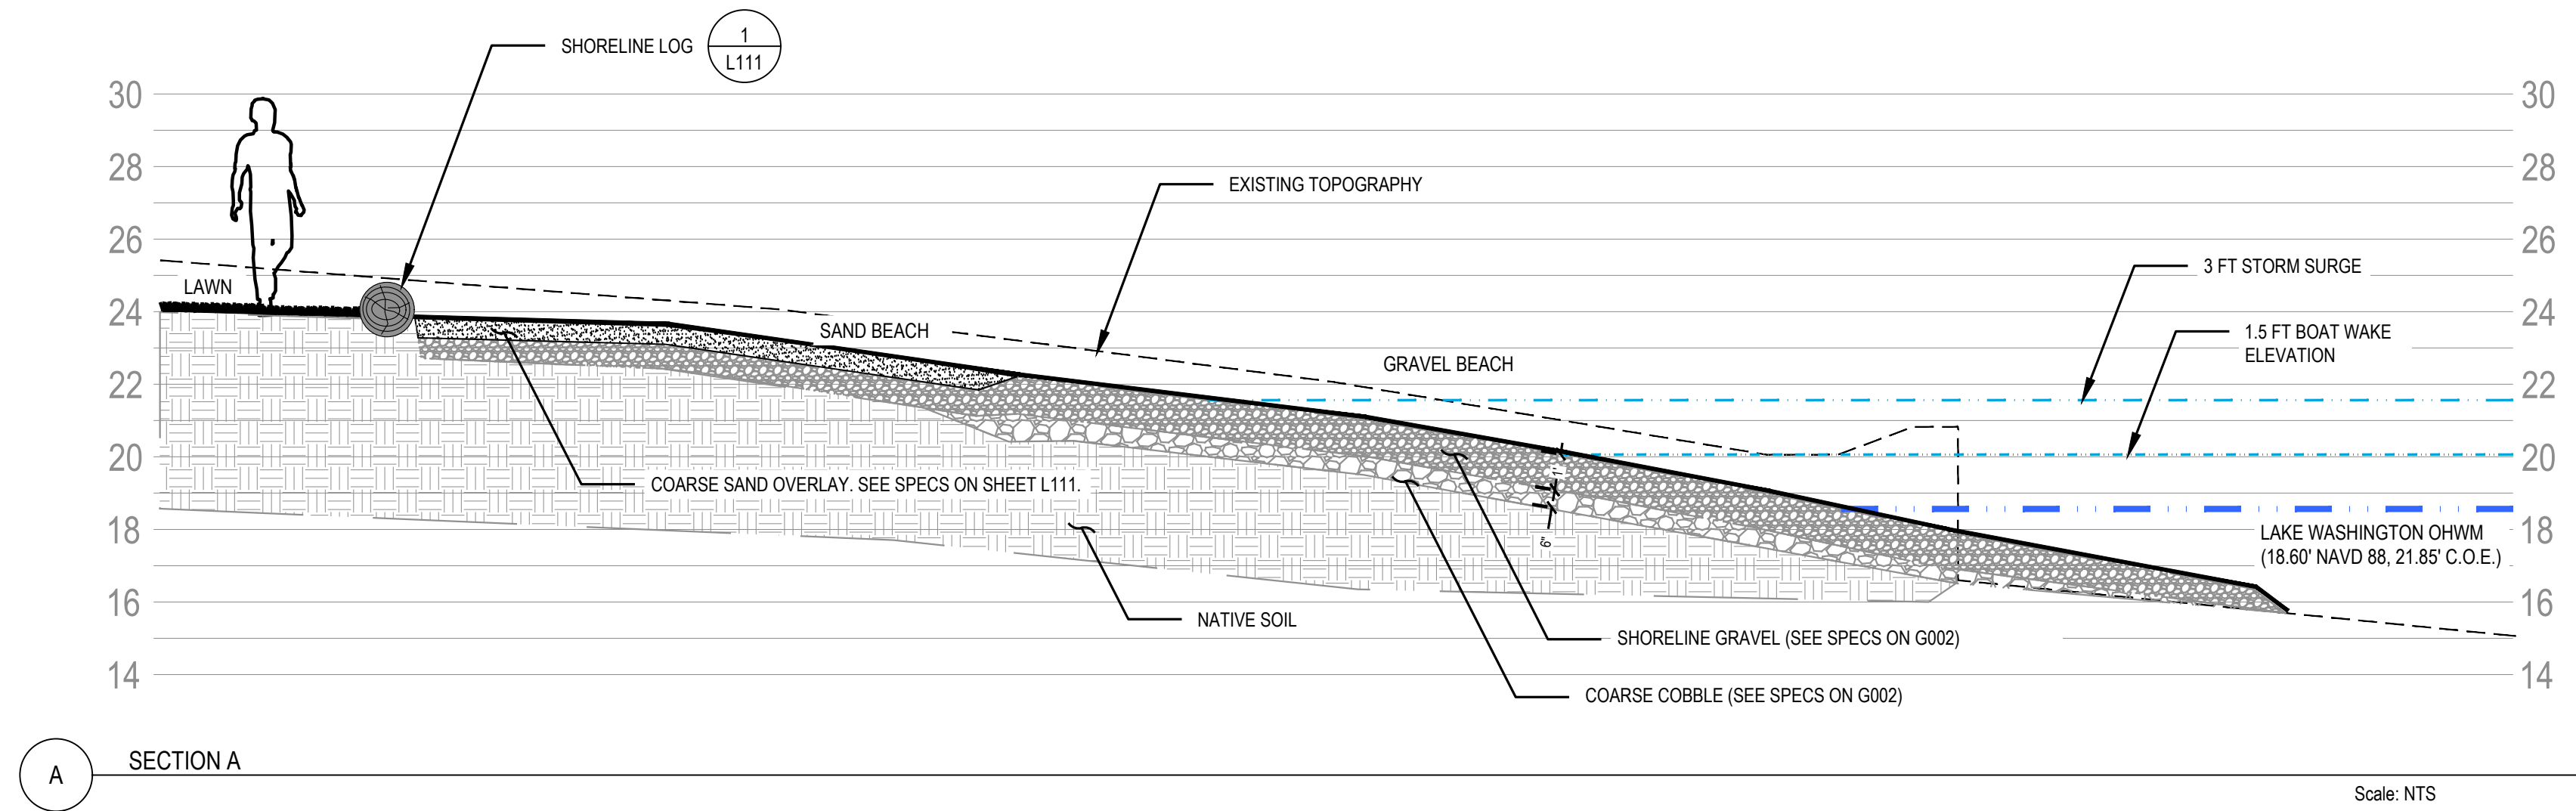 SHORELINE LOG
1
L111
30 30
28 28
EXISTING TOPOGRAPHY
26 26
3 FT STORM SURGE
LAWN
24 24
SAND BEACH
1.5 FT BOAT WAKE
ELEVATION
GRAVEL BEACH
22 22
20 20
1'
COARSE SAND OVERLAY. SEE SPECS ON SHEET L111.
18 18
6"
LAKE WASHINGTON OHWM
(18.60' NAVD 88, 21.85' C.O.E.)
16 16
NATIVE SOIL
SHORELINE GRAVEL (SEE SPECS ON G002)
14 14
COARSE COBBLE (SEE SPECS ON G002)
A
SECTION A
Scale: NTS